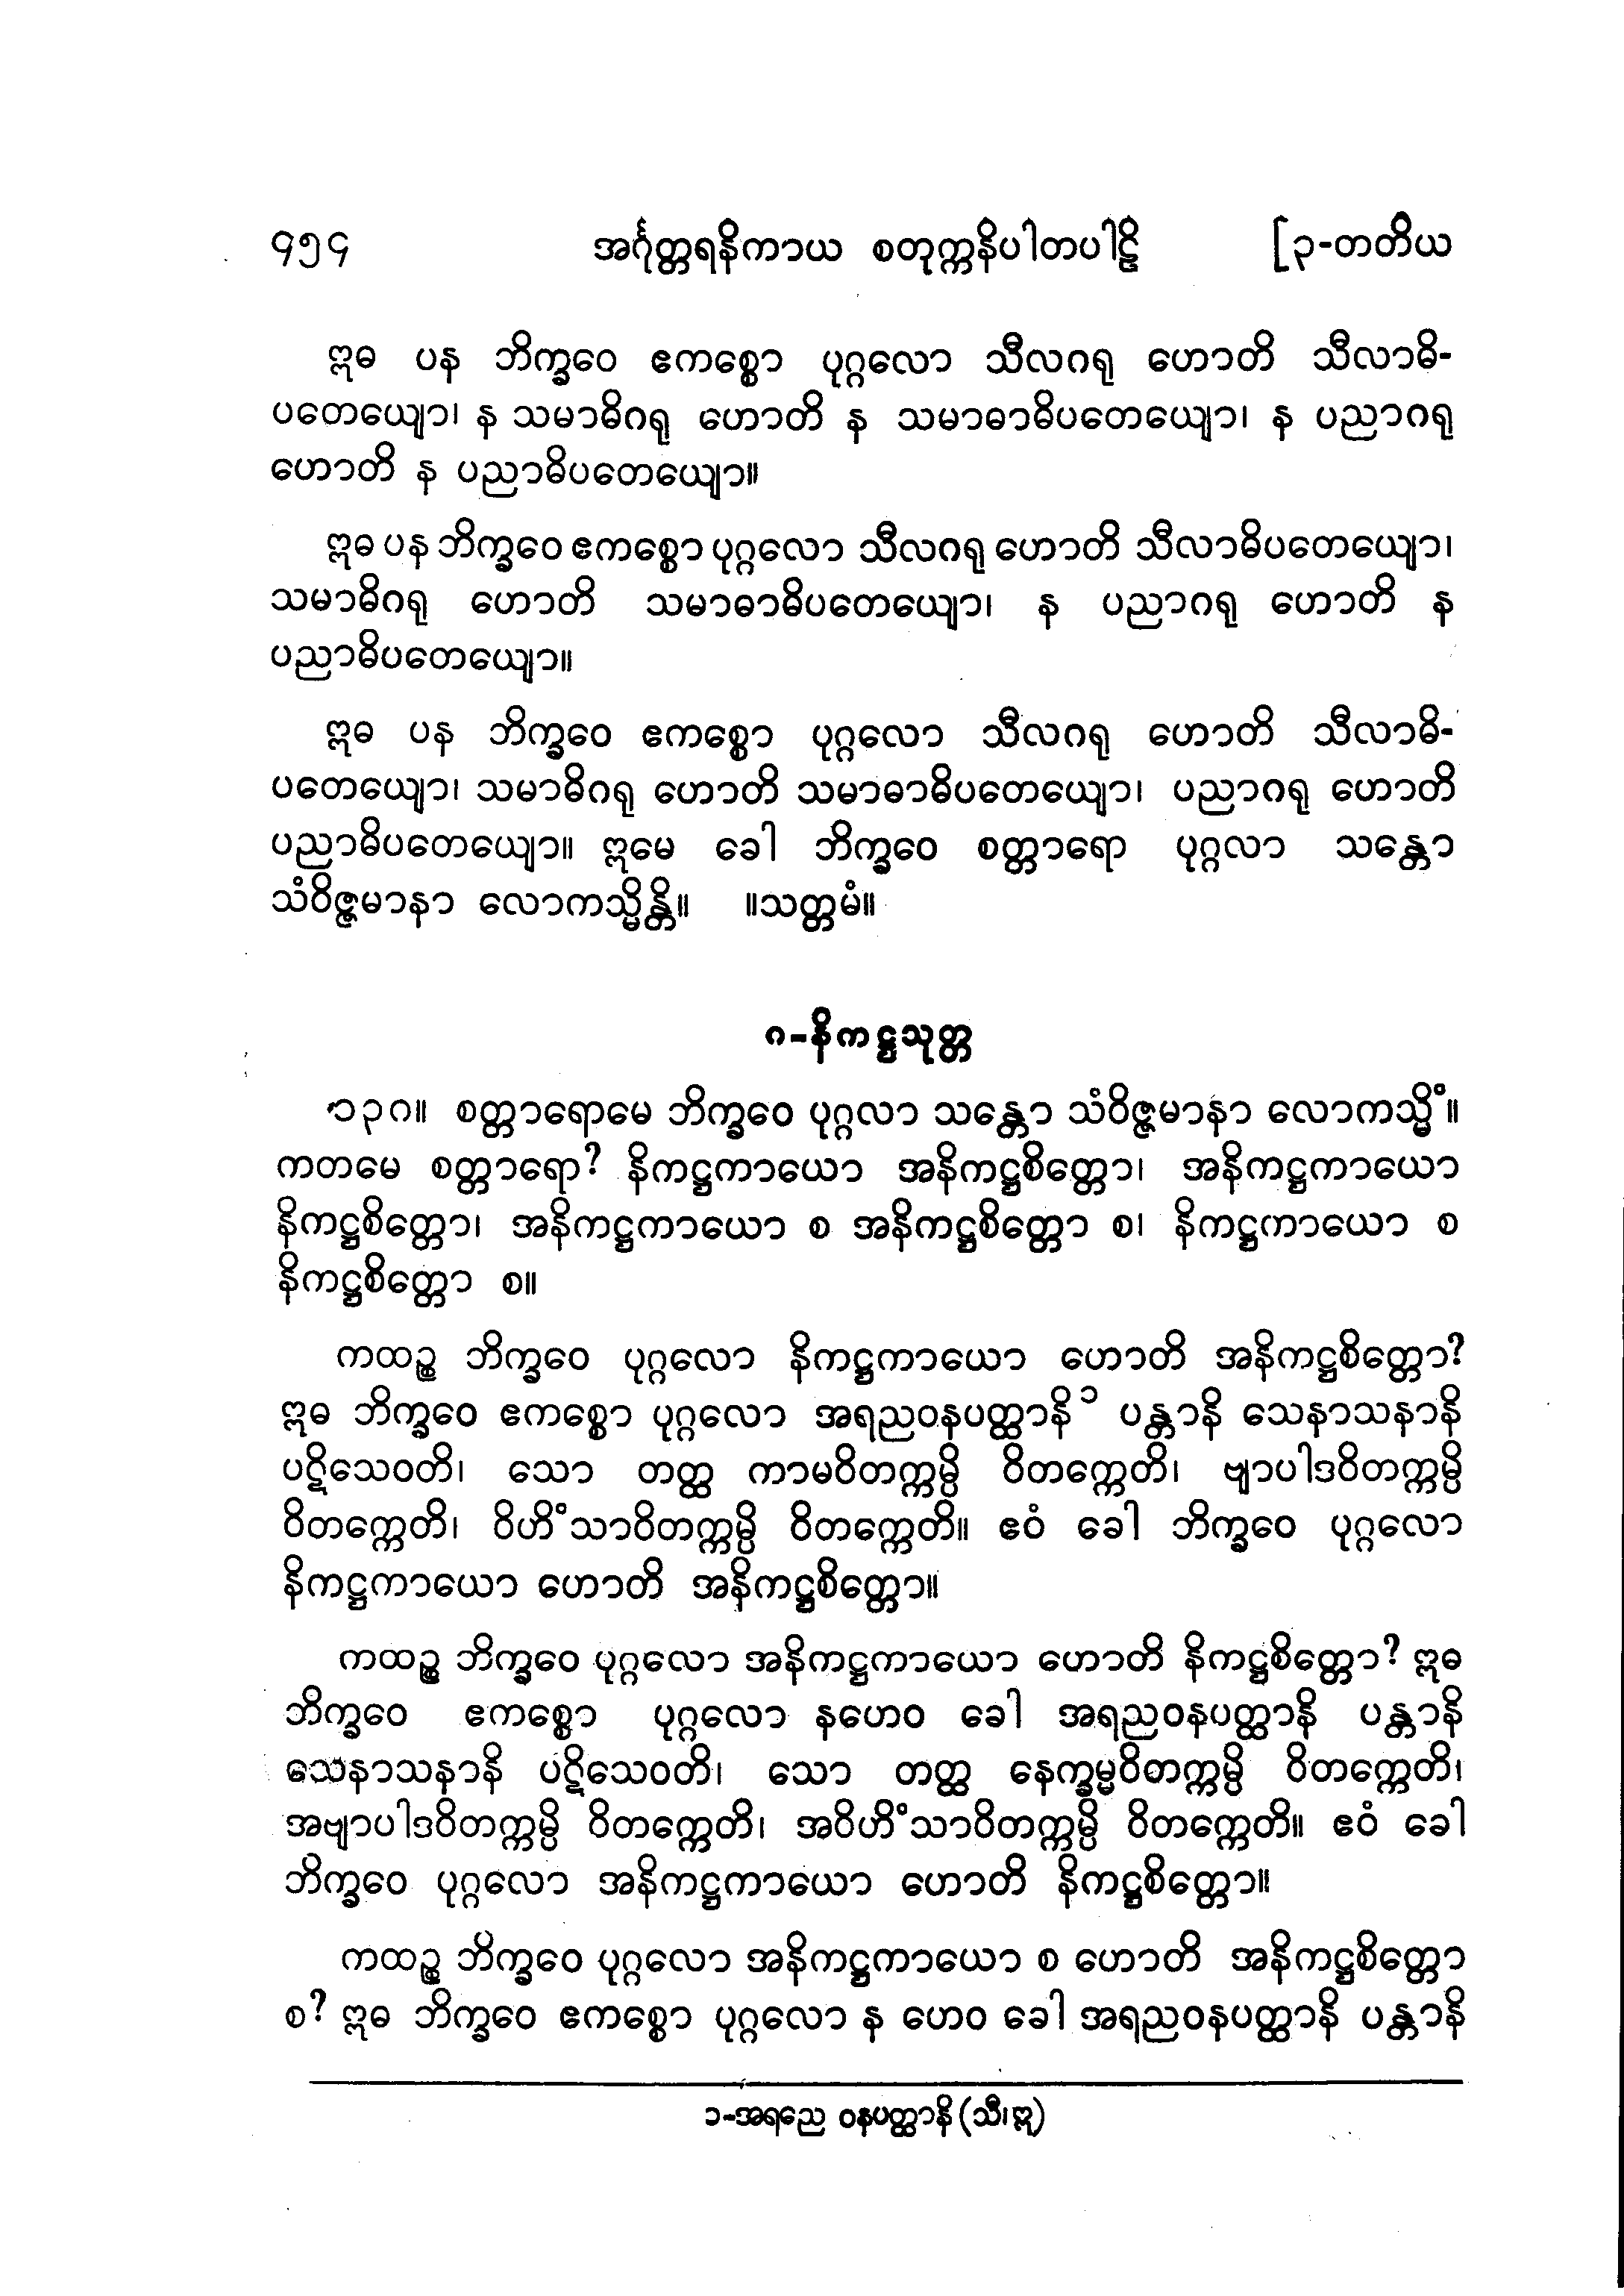 ၄၅၄ အင်္ဂုတ္တရနိကာယ စတုက္ကနိပါတပါဠိ [၃-တတိယ
ဣဓ ပန ဘိက္ခဝေ ဧကစ္စော ပုဂ္ဂလော သီလဂရု ဟောတိ သီလာဓိ-
ပတေယျော၊ န သမာဓိဂရု ဟောတိ န သမာဓာဓိပတေယျော၊ န ပညာဂရု
ဟောတိ န ပညာဓိပတေယျော။
ဣဓ ပန ဘိက္ခဝေ ဧကစ္စော ပုဂ္ဂလော သီလဂရု ဟောတိ သီလာဓိပတေယျော၊
သမာဓိဂရု ဟောတိ သမာဓာဓိပတေယျော၊ န ပညာဂရု ဟောတိ န
ပညာဓိပတေယျော။
ဣဓ ပန ဘိက္ခဝေ ဧကစ္စော ပုဂ္ဂလော သီလဂရု ဟောတိ သီလာဓိ-
ပတေယျော၊ သမာဓိဂရု ဟောတိ သမာဓာဓိပတေယျော၊ ပညာဂရု ဟောတိ
ပညာဓိပတေယျော။ ဣမေ ခေါ ဘိက္ခဝေ စတ္တာရော ပုဂ္ဂလာ သန္တော
သံဝိဇ္ဇမာနာ လောကသ္မိန္တိ။ ။သတ္တမံ။
၈-နိကဋ္ဌသုတ္တ
၁၃၈။ စတ္တာရောမေ ဘိက္ခဝေ ပုဂ္ဂလာ သန္တော သံဝိဇ္ဇမာနာ လောကသ္မိံ။
ကတမေ စတ္တာရော? နိကဋ္ဌကာယော အနိကဋ္ဌစိတ္တော၊ အနိကဋ္ဌကာယော
နိကဋ္ဌစိတ္တော၊ အနိကဋ္ဌကာယော စ အနိကဋ္ဌစိတ္တော စ၊ နိကဋ္ဌကာယော စ
နိကဋ္ဌစိတ္တော စ။
ကထဉ္စ ဘိက္ခဝေ ပုဂ္ဂလော နိကဋ္ဌကာယော ဟောတိ အနိကဋ္ဌစိတ္တော?
ဣဓ ဘိက္ခဝေ ဧကစ္စော ပုဂ္ဂလော အရညဝနပတ္ထာနိ ၁ ပန္တာနိ သေနာသနာနိ
ပဋိသေဝတိ၊ သော တတ္ထ ကာမဝိတက္ကမ္ပိ ဝိတက္ကေတိ၊ ဗျာပါဒဝိတက္ကမ္ပိ
ဝိတက္ကေတိ၊ ဝိဟိံသာဝိတက္ကမ္ပိ ဝိတက္ကေတိ။ ဧဝံ ခေါ ဘိက္ခဝေ ပုဂ္ဂလော
နိကဋ္ဌကာယော ဟောတိ အနိကဋ္ဌစိတ္တော။
ကထဉ္စ ဘိက္ခဝေ ပုဂ္ဂလော အနိကဋ္ဌကာယော ဟောတိ နိကဋ္ဌစိတ္တော? ဣဓ
ဘိက္ခဝေ ဧကစ္စော ပုဂ္ဂလော နဟေဝ ခေါ အရညဝနပတ္ထာနိ ပန္တာနိ
သေနာသနာနိ ပဋိသေဝတိ၊ သော တတ္ထ နေက္ခမ္မဝိတက္ကမ္ပိ ဝိတက္ကေတိ၊
အဗျာပါဒဝိတက္ကမ္ပိ ဝိတက္ကေတိ၊ အဝိဟိံသာဝိတက္ကမ္ပိ ဝိတက္ကေတိ။ ဧဝံ ခေါ
ဘိက္ခဝေ ပုဂ္ဂလော အနိကဋ္ဌကာယော ဟောတိ နိကဋ္ဌစိတ္တော။
ကထဉ္စ ဘိက္ခဝေ ပုဂ္ဂလော အနိကဋ္ဌကာယော စ ဟောတိ အနိကဋ္ဌစိတ္တော
စ? ဣဓ ဘိက္ခဝေ ဧကစ္စော ပုဂ္ဂလော န ဟေဝ ခေါ အရညဝနပတ္ထာနိ ပန္တာနိ
၁-အရညေ ဝနပတ္ထာနိ (သီ၊ ဣ)